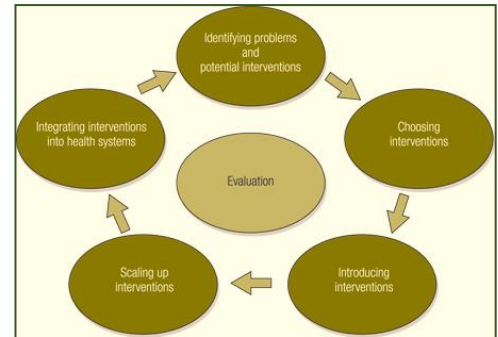 Identifying problems
and
potential interventions
Choosing
interventions
Introducing
interventions
Scaling up
interventions
Integrating interventions
into health systems
Evaluation